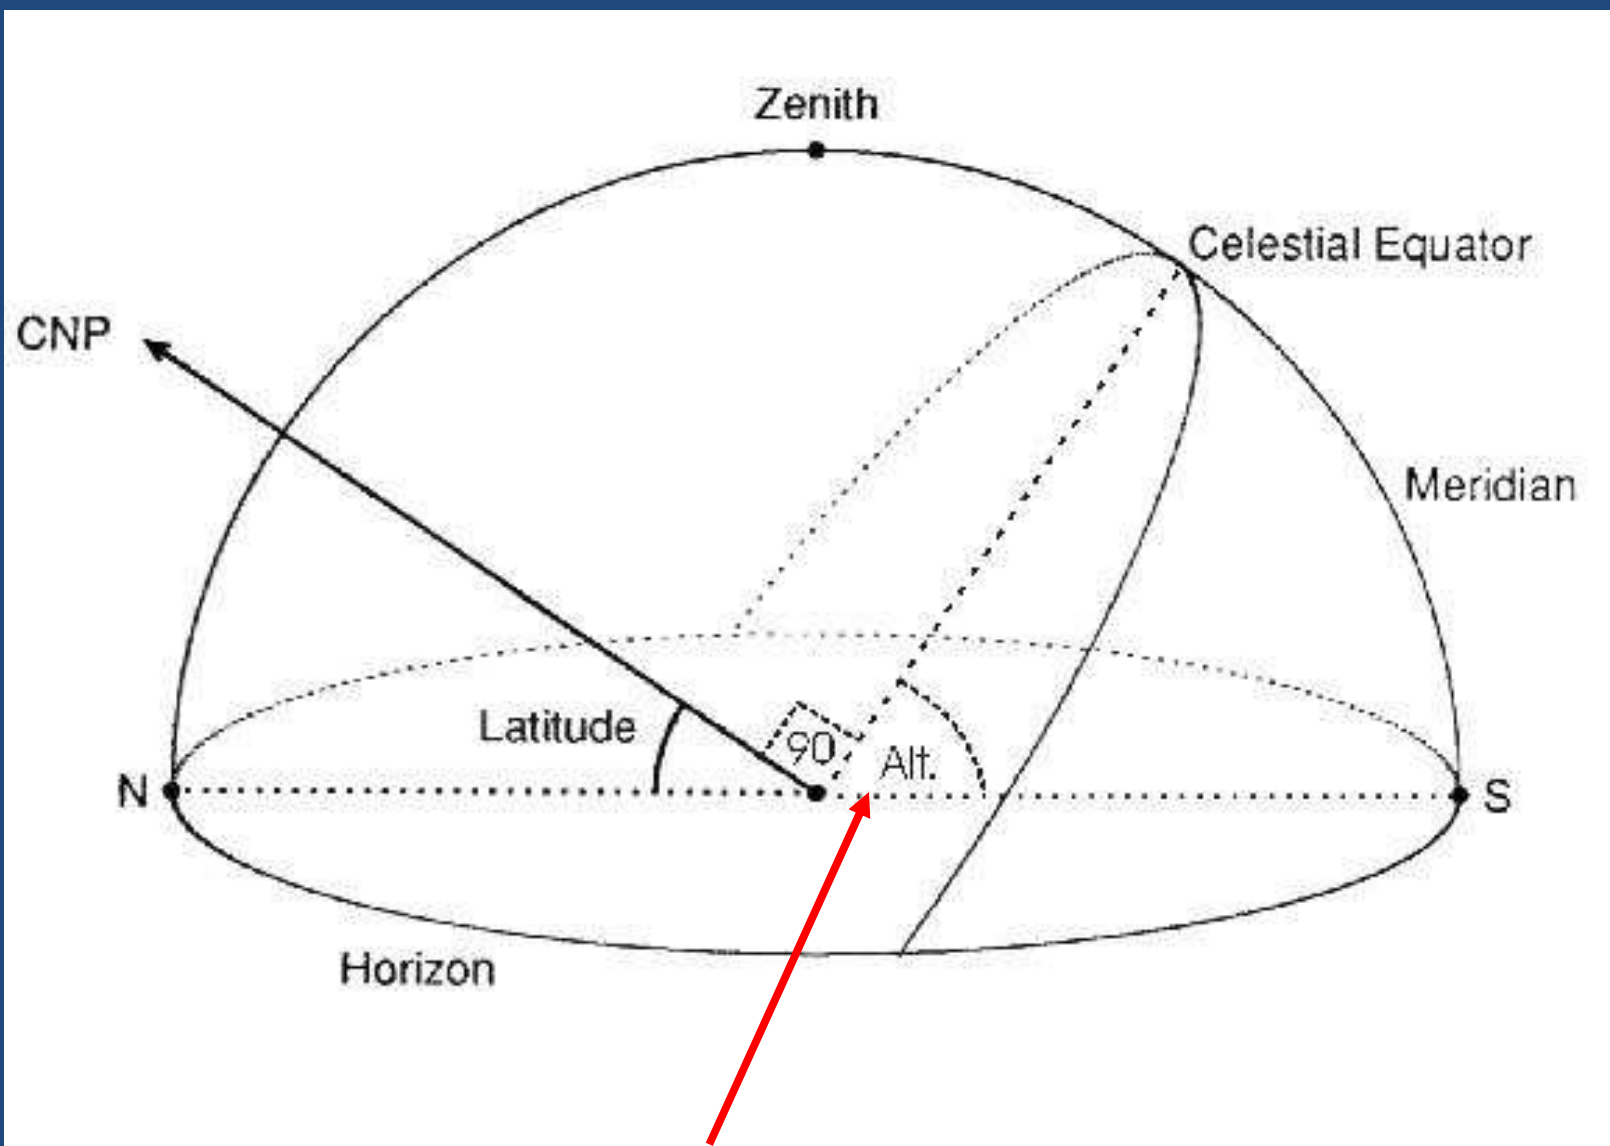 Zenith
Celestial Equator
CNP
Meridian
Latitude
90
Alt.
N
S
Horizon